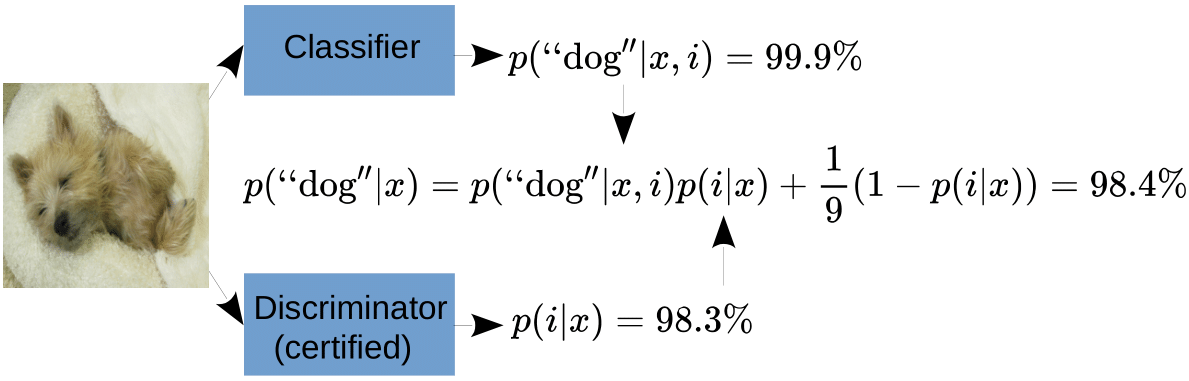 Classifier
p(“dog”|x, i) = 99.9%
p(“dog”|x) = p(“dog”|x, i)p(i|x) + 1/9 (1 − p(i|x)) = 98.4%
Discriminator
(certified)
p(i|x) = 98.3%